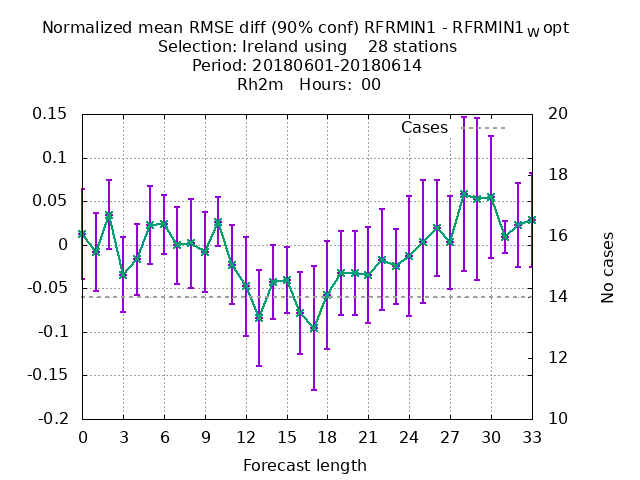 Normalized mean RMSE diff (90% conf) RFRMIN1 - RFRMIN1_W opt
Selection: Ireland using    28 stations
Period: 20180601-20180614
Rh2m   Hours:  00
Cases
0.15
0.1
0.05
0
-0.05
-0.1
-0.15
-0.2
20
18
16
14
12
10
No cases
0 3 6 9 12 15 18 21 24 27 30 33
Forecast length